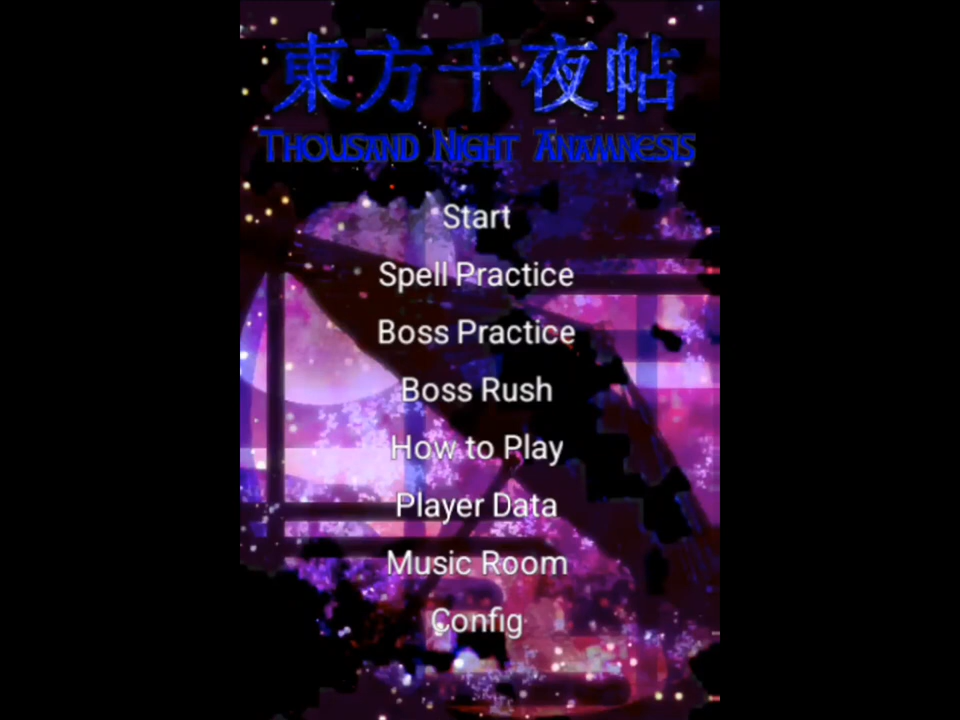 東方千夜帖
Thousand Night Anamnesis
Start
Spell Practice
Boss Practice
Boss Rush
How to Play
Player Data
Music Room
Config